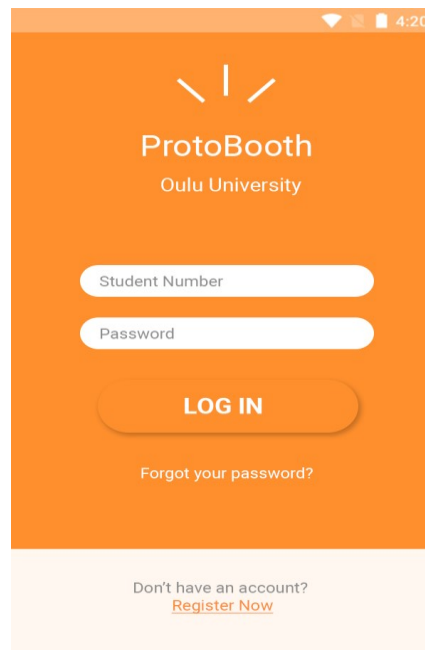 4:20
ProtoBooth
Oulu University
Student Number
Password
LOG IN
Forgot your password?
Don't have an account?
Register Now